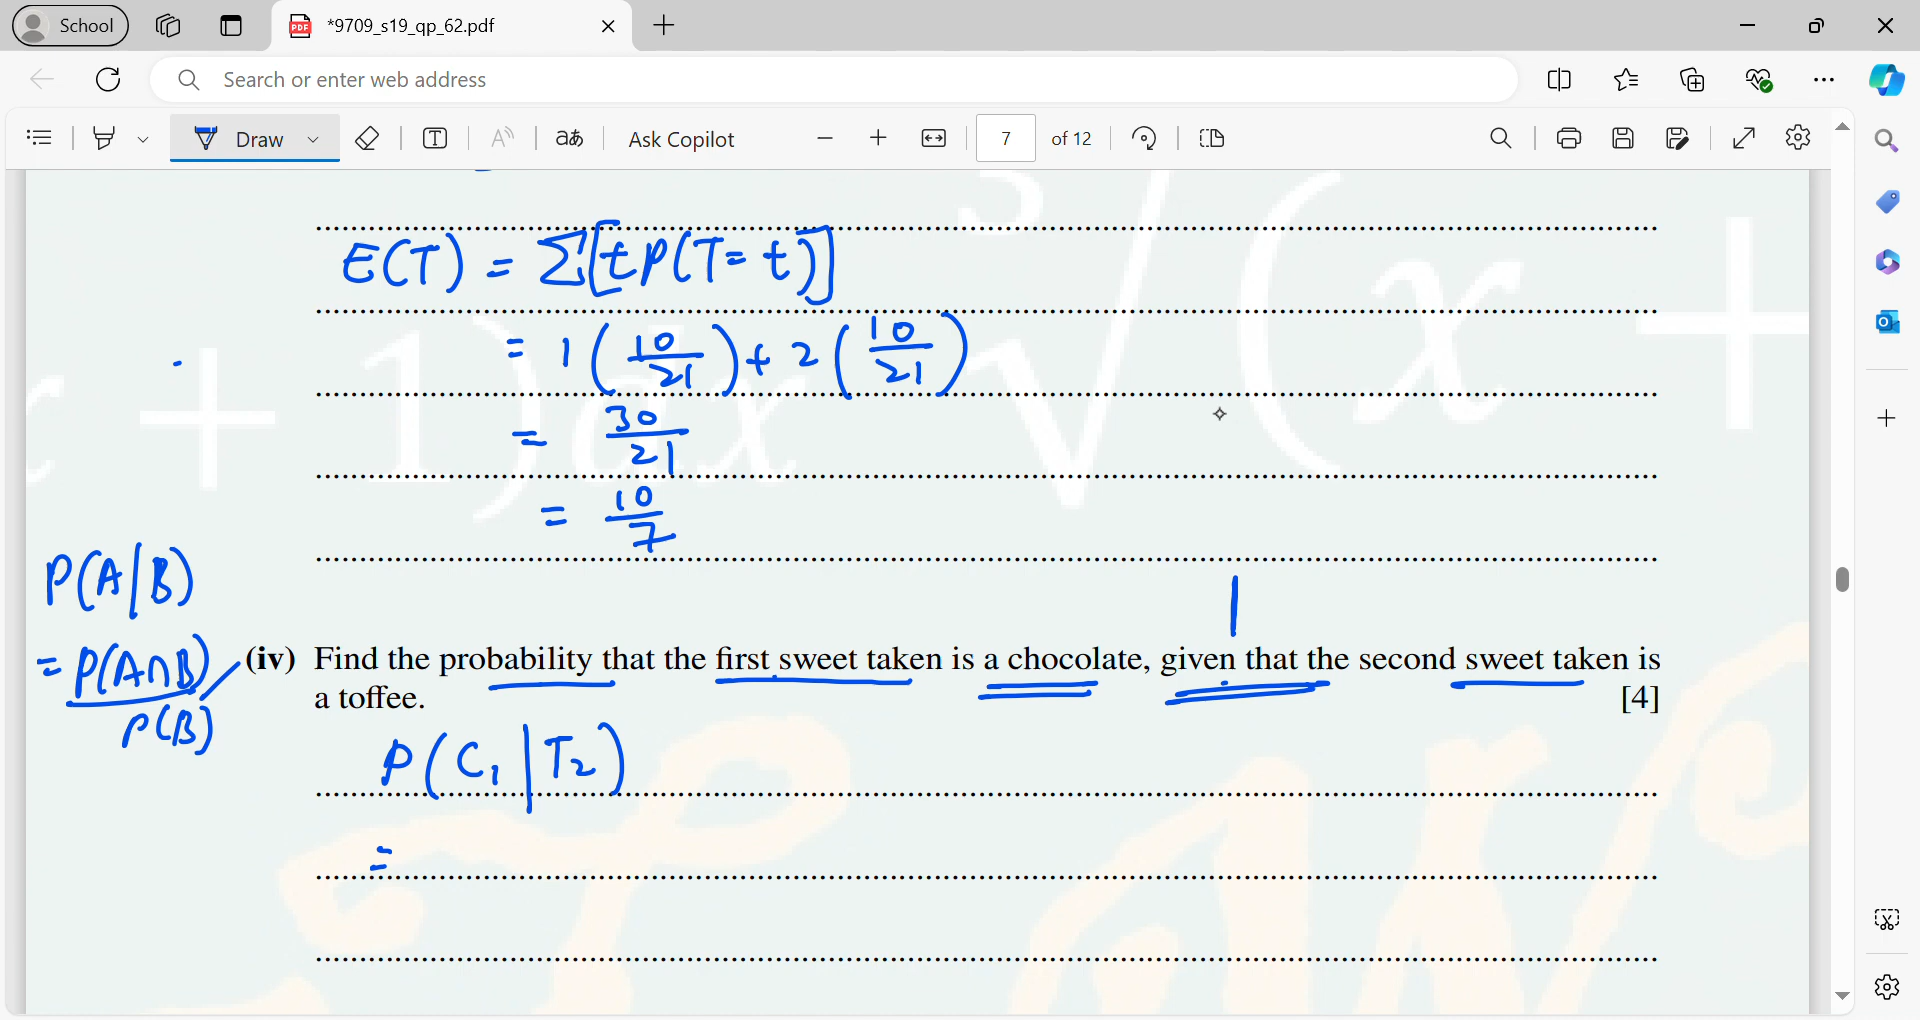 School
*9709_s19_qp_62.pdf
Search or enter web address
Draw
T
A
aあ
Ask Copilot
7 of 12
E(T) = Σ[t P(T= t)]
= 1(10/21) + 2(10/21)
= 30/21
= 10/7
P(A|B)
= P(A∩B)/P(B)
(iv) Find the probability that the first sweet taken is a chocolate, given that the second sweet taken is
a toffee. [4]
P(C₁|T₂)
=